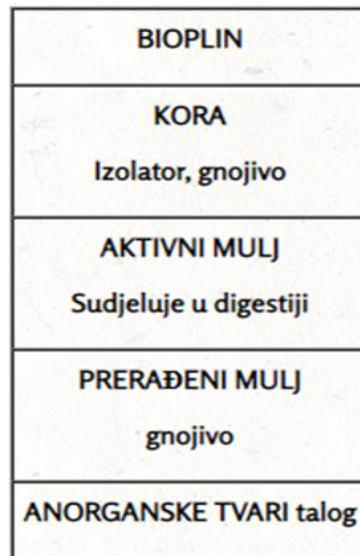 BIOPLIN
KORA
Izolator, gnojivo
AKTIVNI MULJ
Sudjeluje u digestiji
PRERAĐENI MULJ
gnojivo
ANORGANSKE TVARI talog